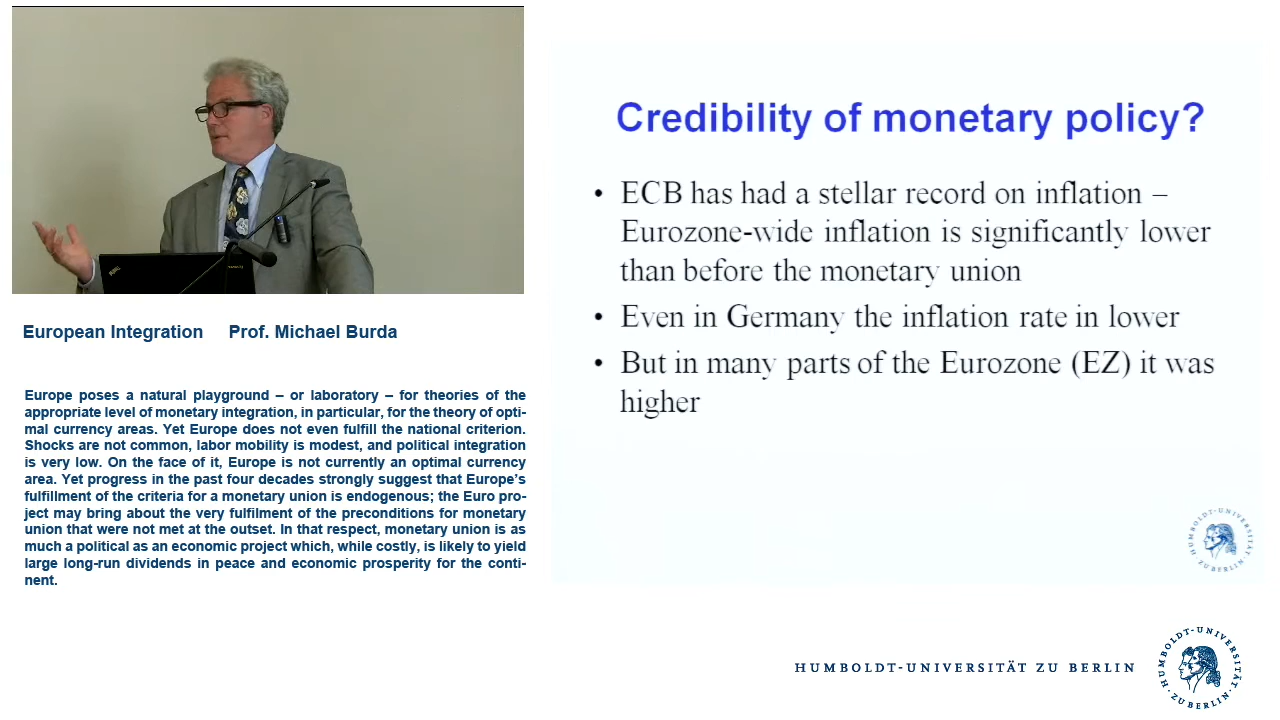 Credibility of monetary policy?
• ECB has had a stellar record on inflation –
Eurozone-wide inflation is significantly lower
than before the monetary union
• Even in Germany the inflation rate in lower
• But in many parts of the Eurozone (EZ) it was
higher
HUMBOLDT-UNIVERSITÄT ZU BERLIN
European Integration Prof. Michael Burda
Europe poses a natural playground – or laboratory – for theories of the
appropriate level of monetary integration, in particular, for the theory of opti-
mal currency areas. Yet Europe does not even fulfill the national criterion.
Shocks are not common, labor mobility is modest, and political integration
is very low. On the face of it, Europe is not currently an optimal currency
area. Yet progress in the past four decades strongly suggest that Europe's
fulfillment of the criteria for a monetary union is endogenous; the Euro pro-
ject may bring about the very fulfilment of the preconditions for monetary
union that were not met at the outset. In that respect, monetary union is as
much a political as an economic project which, while costly, is likely to yield
large long-run dividends in peace and economic prosperity for the conti-
nent.
HUMBOLDT-UNIVERSITÄT ZU BERLIN
HUMBOLDT-UNIVERSITÄT ZU BERLIN